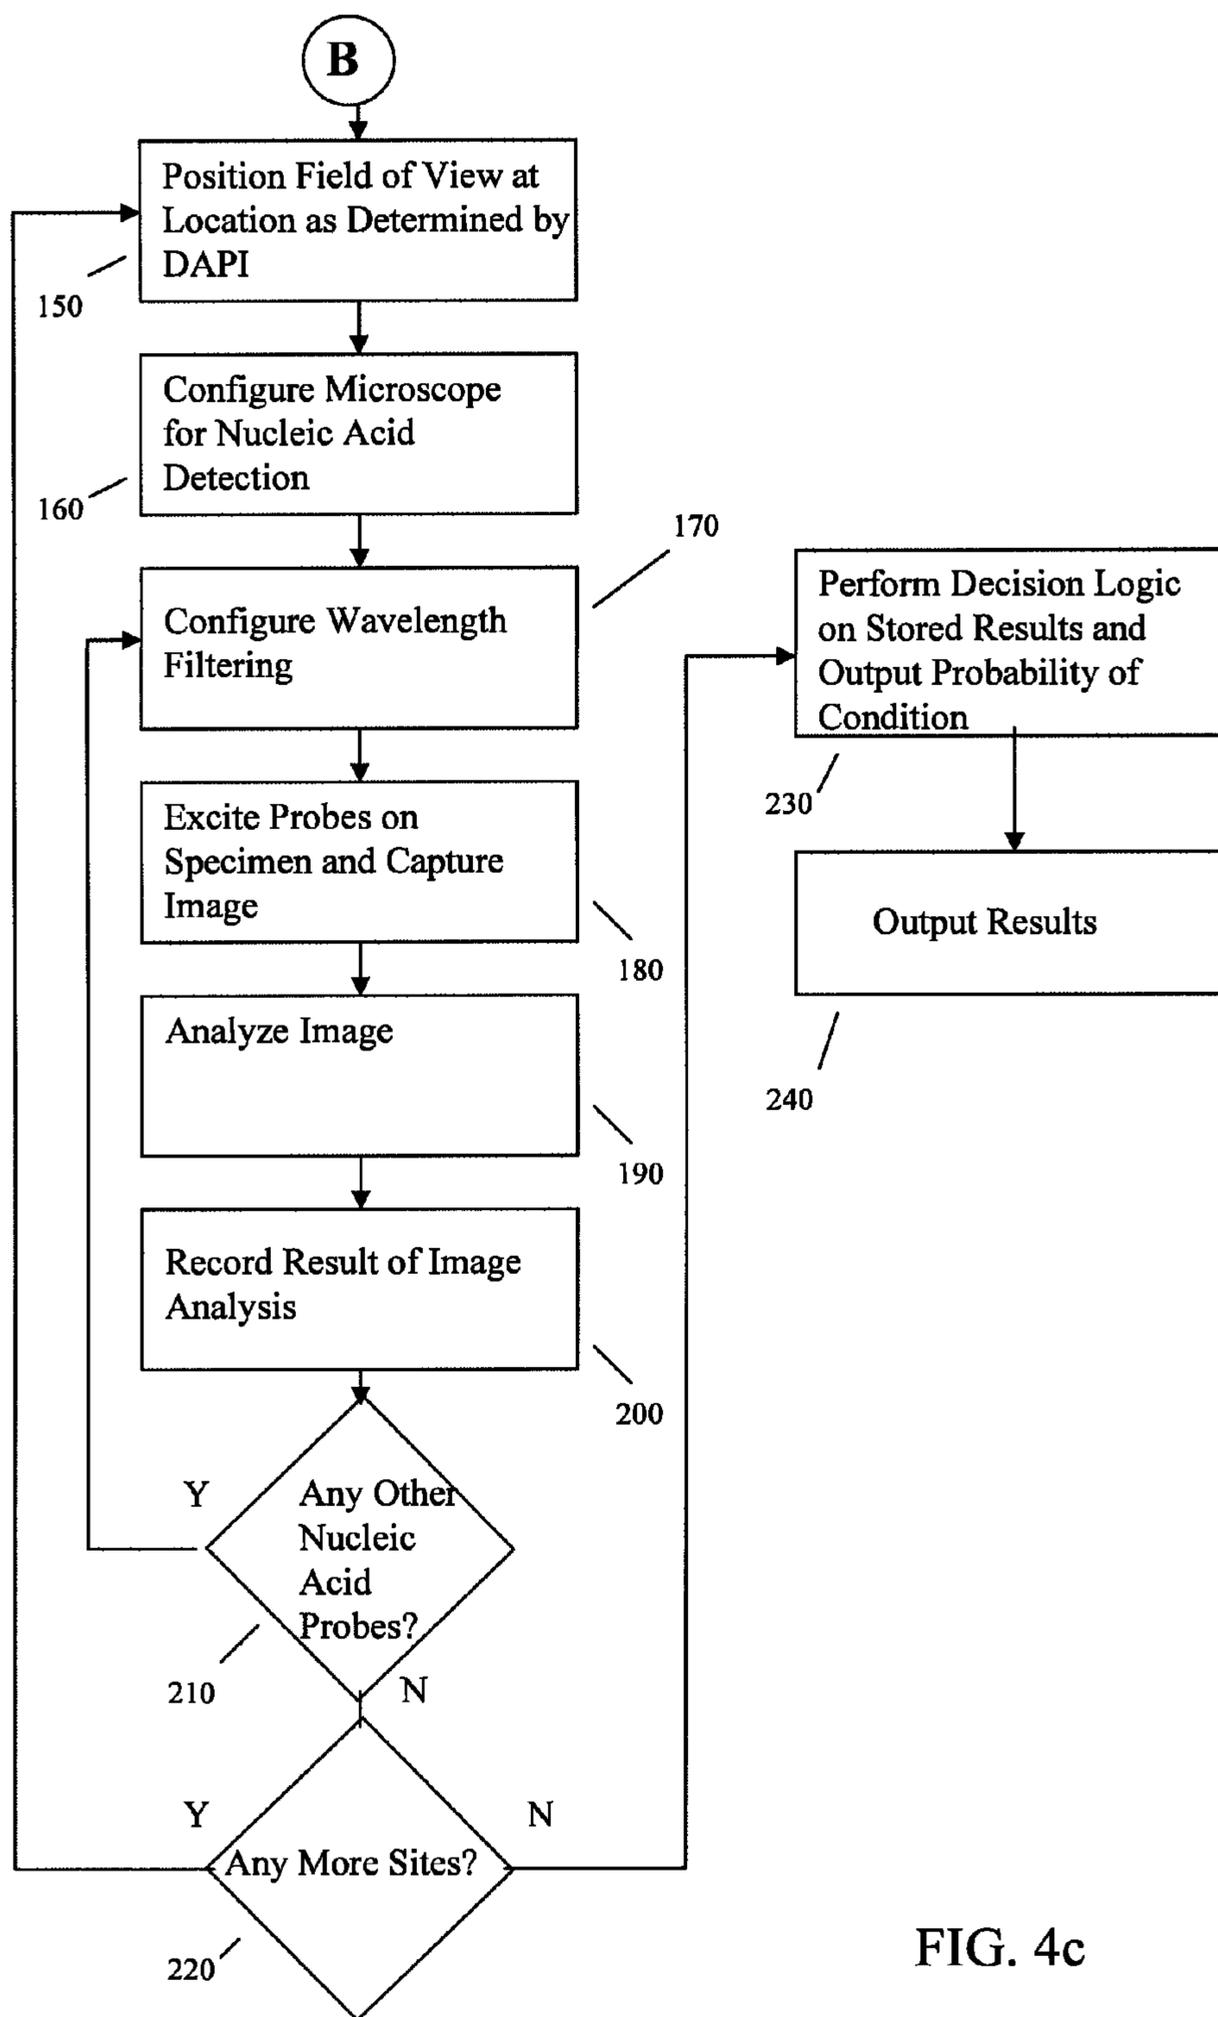 B
Position Field of View at
Location as Determined by
DAPI
150
Configure Microscope
for Nucleic Acid
Detection
160
170
Configure Wavelength
Filtering
Excite Probes on
Specimen and Capture
Image
180
Analyze Image
190
Record Result of Image
Analysis
200
Y
Any Other
Nucleic
Acid
Probes?
210
N
Y
N
Any More Sites?
220
Perform Decision Logic
on Stored Results and
Output Probability of
Condition
230
Output Results
240
FIG. 4c